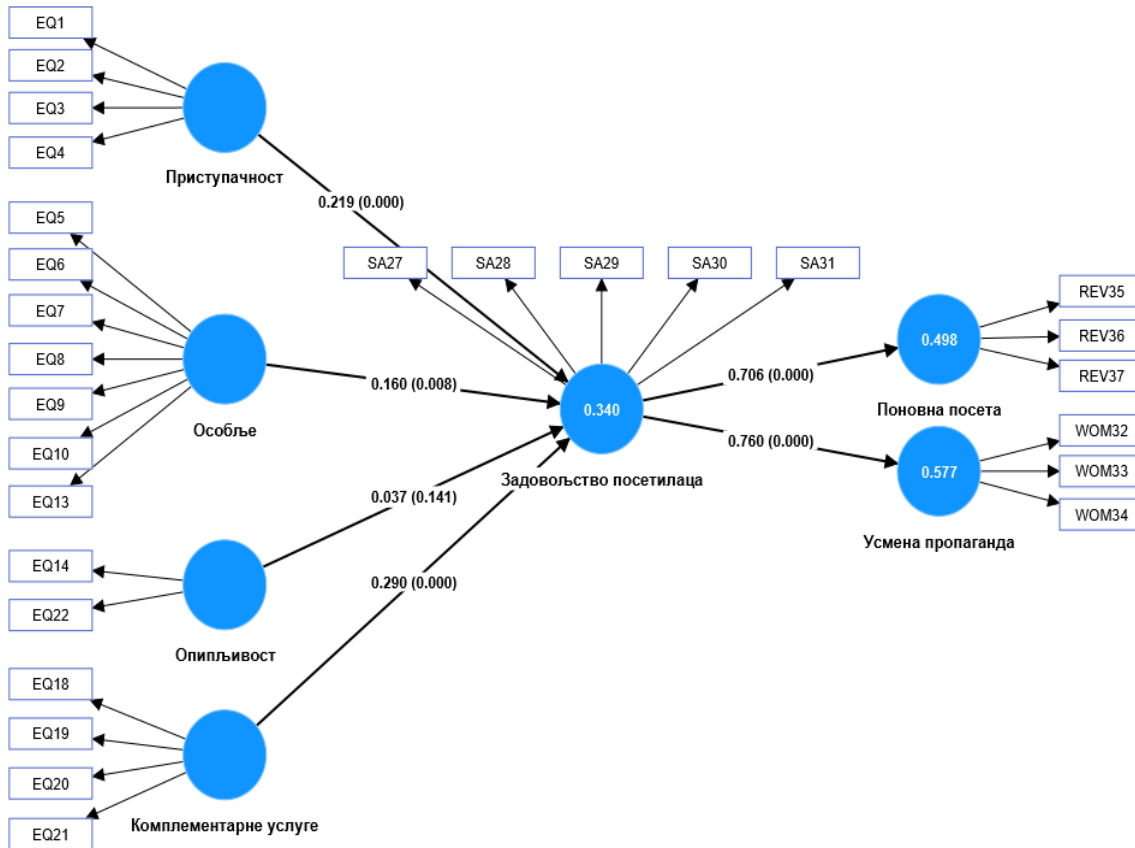 EQ1
EQ2
EQ3
EQ4
Приступачност
0.219 (0.000)
EQ5
EQ6
EQ7
EQ8
EQ9
EQ10
EQ13
Особље
0.160 (0.008)
SA27
SA28
SA29
SA30
SA31
0.340
Задовољство посетилаца
EQ14
EQ22
Опипљивост
0.037 (0.141)
EQ18
EQ19
EQ20
EQ21
Комплементарне услуге
0.290 (0.000)
0.706 (0.000)
0.498
Поновна посета
REV35
REV36
REV37
0.760 (0.000)
0.577
Усмена пропаганда
WOM32
WOM33
WOM34